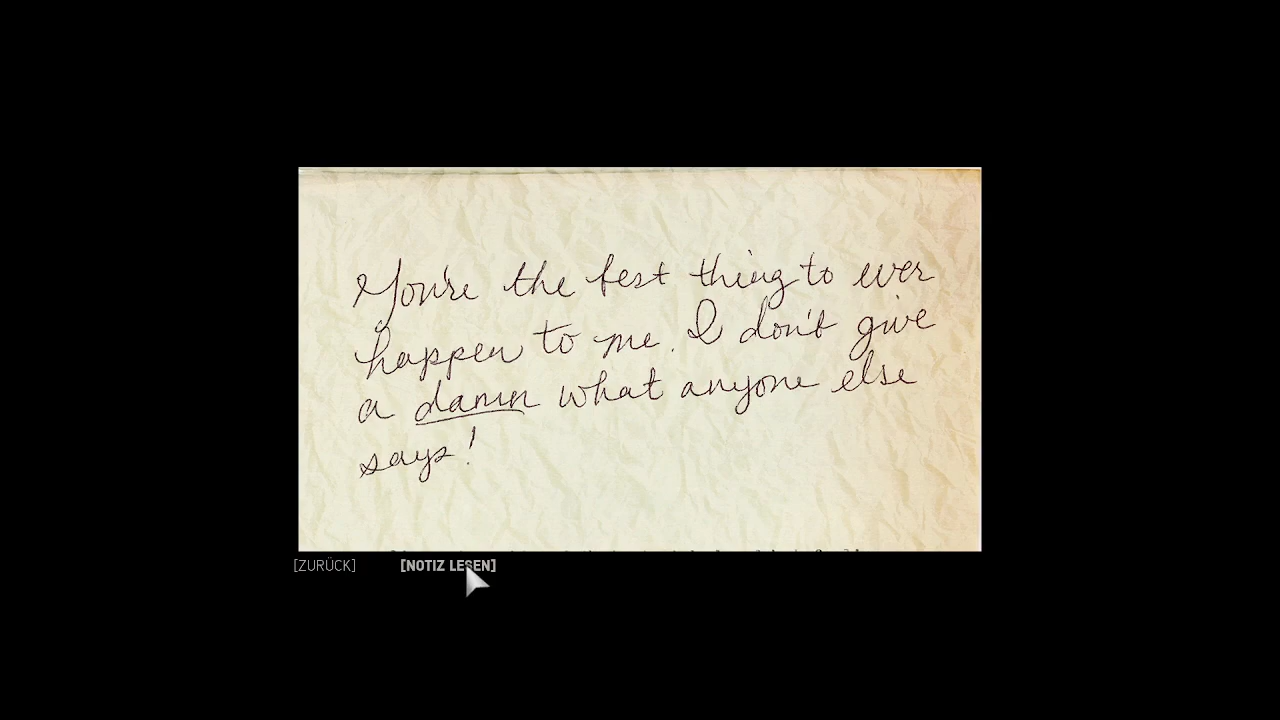 You're the best thing to ever
happen to me. I don't give
a damn what anyone else
says!
[ZURÜCK] [NOTIZ LESEN]